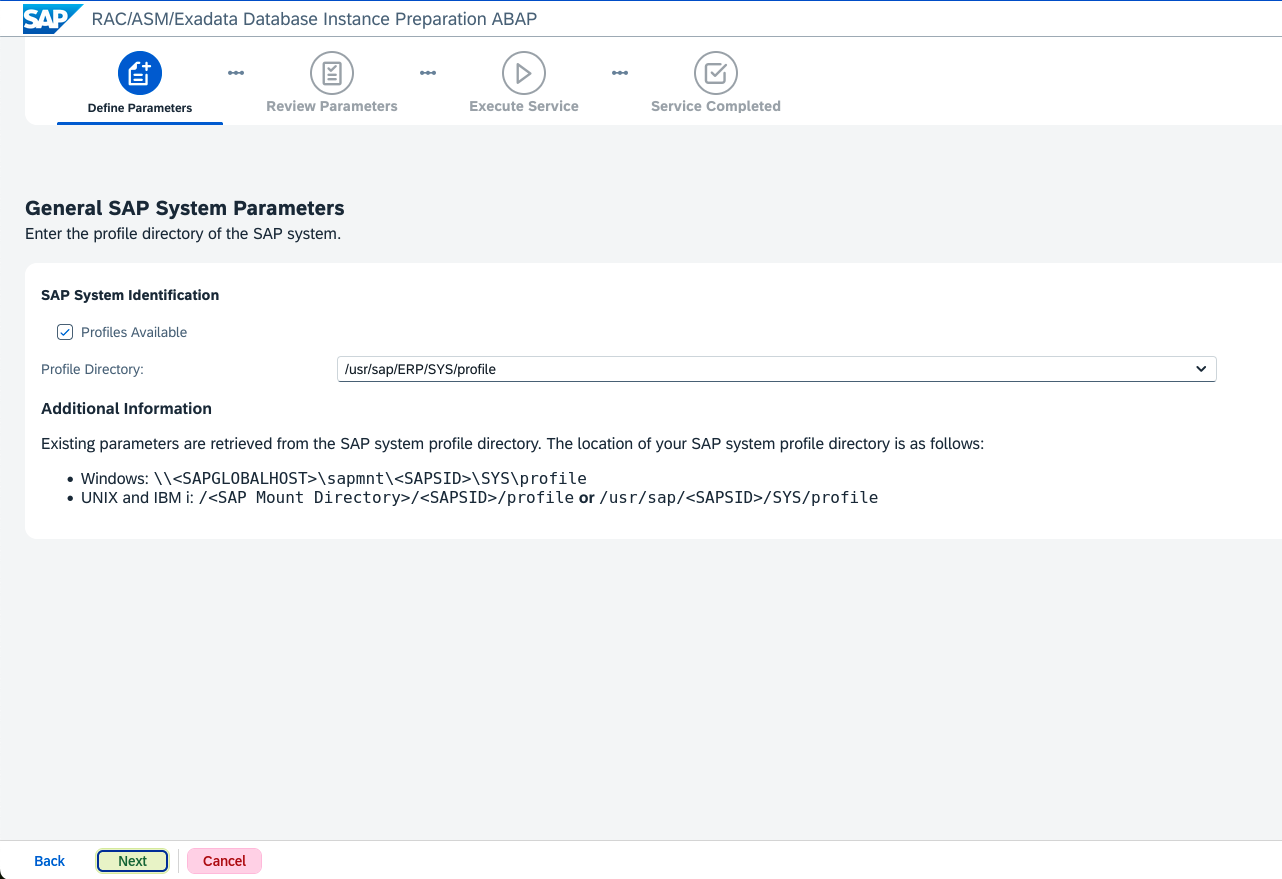 SAP RAC/ASM/Exadata Database Instance Preparation ABAP
Define Parameters
Review Parameters
Execute Service
Service Completed
General SAP System Parameters
Enter the profile directory of the SAP system.
SAP System Identification
Profiles Available
Profile Directory: /usr/sap/ERP/SYS/profile
Additional Information
Existing parameters are retrieved from the SAP system profile directory. The location of your SAP system profile directory is as follows:
• Windows: \\<SAPGLOBALHOST>\sapmnt\<SAPSID>\SYS\profile
• UNIX and IBM i: /<SAP Mount Directory>/<SAPSID>/profile or /usr/sap/<SAPSID>/SYS/profile
Back Next Cancel